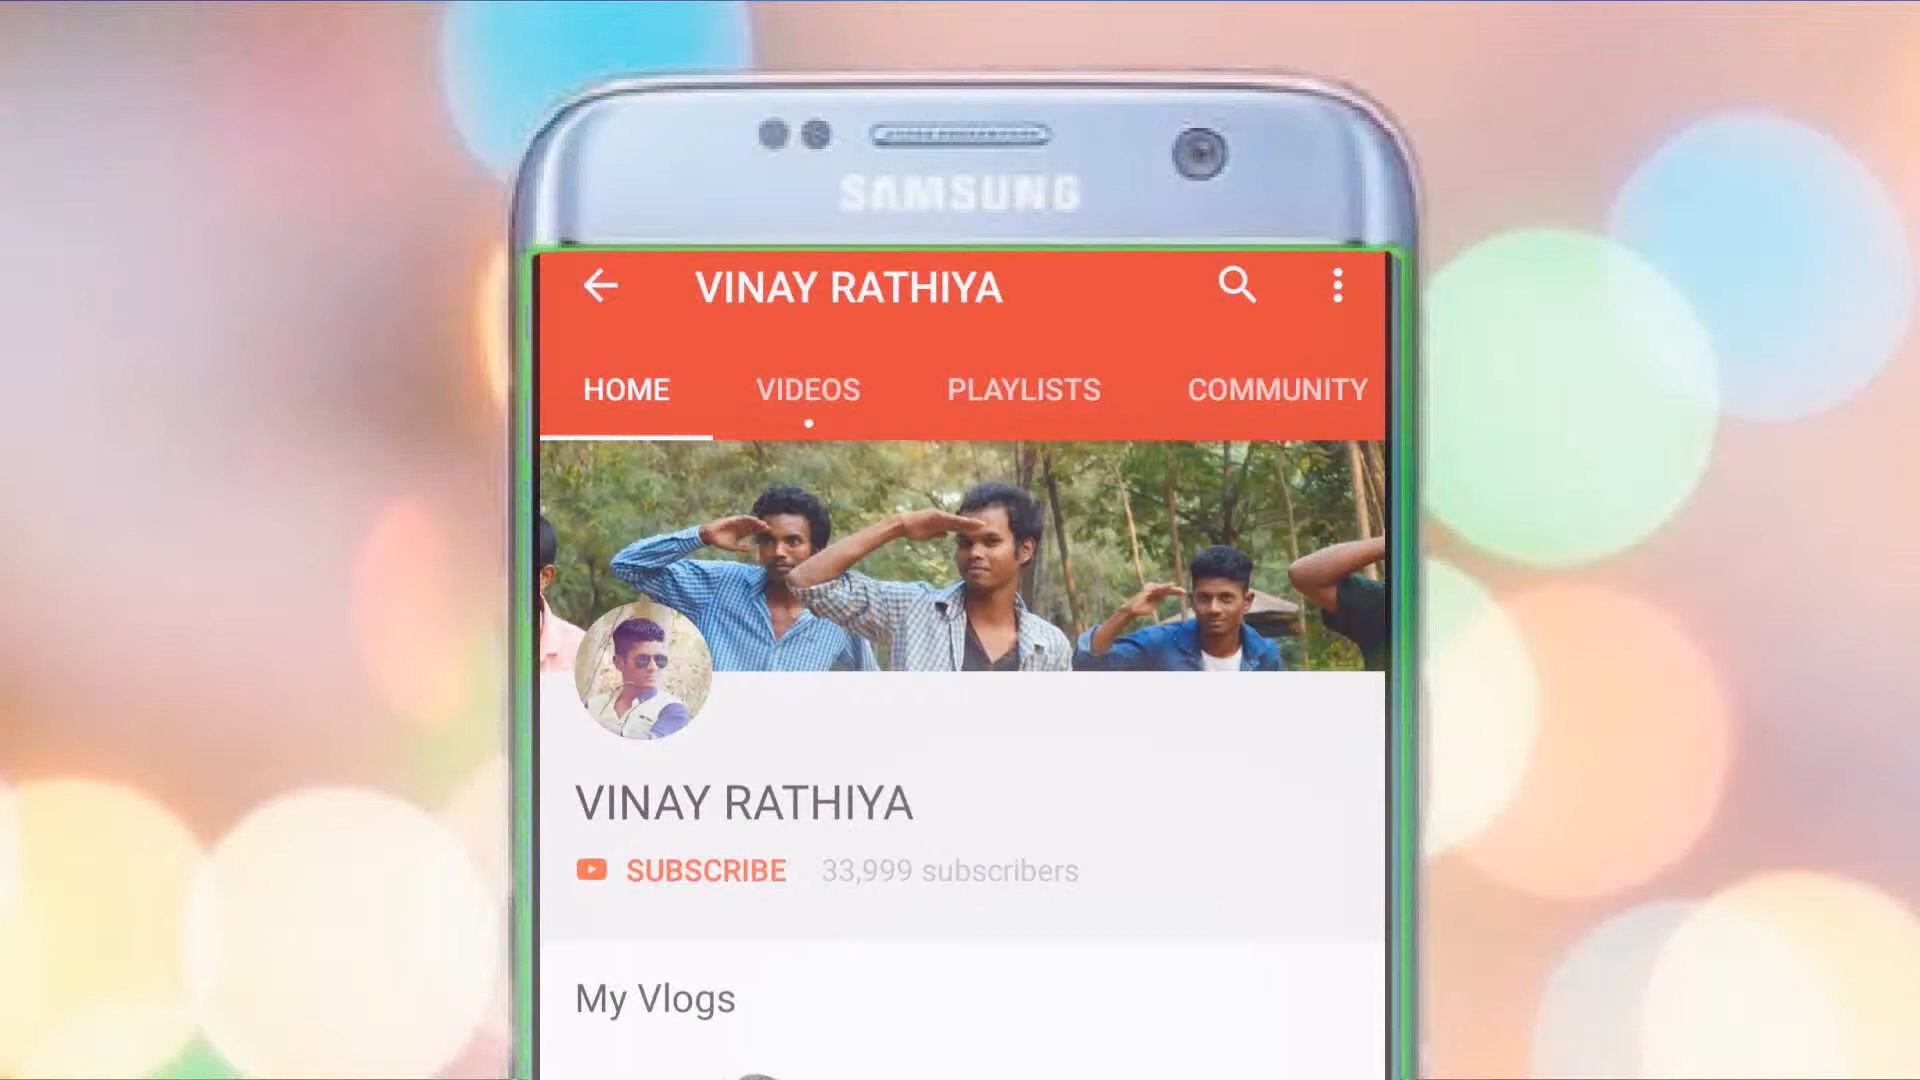 SAMSUNG
VINAY RATHIYA
HOME VIDEOS PLAYLISTS COMMUNITY
VINAY RATHIYA
SUBSCRIBE 33,999 subscribers
My Vlogs